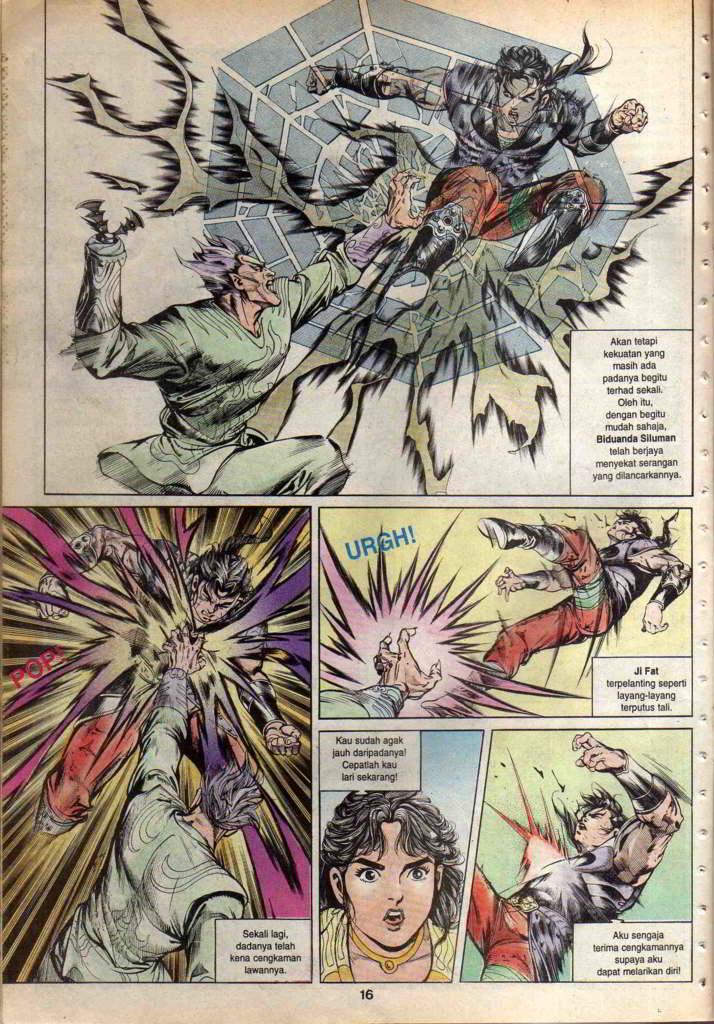 Akan tetapi
kekuatan yang
masih ada
padanya begitu
terhad sekali.
Oleh itu,
dengan begitu
mudah sahaja,
Biduanda Siluman
telah berjaya
menyekat serangan
yang dilancarkannya.
POP!
Sekali lagi,
dadanya telah
kena cengkaman
lawannya.
URGH!
Ji Fat
terpelanting seperti
layang-layang
terputus tali.
Kau sudah agak
jauh daripadanya!
Cepatlah kau
lari sekarang!
Aku sengaja
terima cengkamannya
supaya aku
dapat melarikan diri!
16